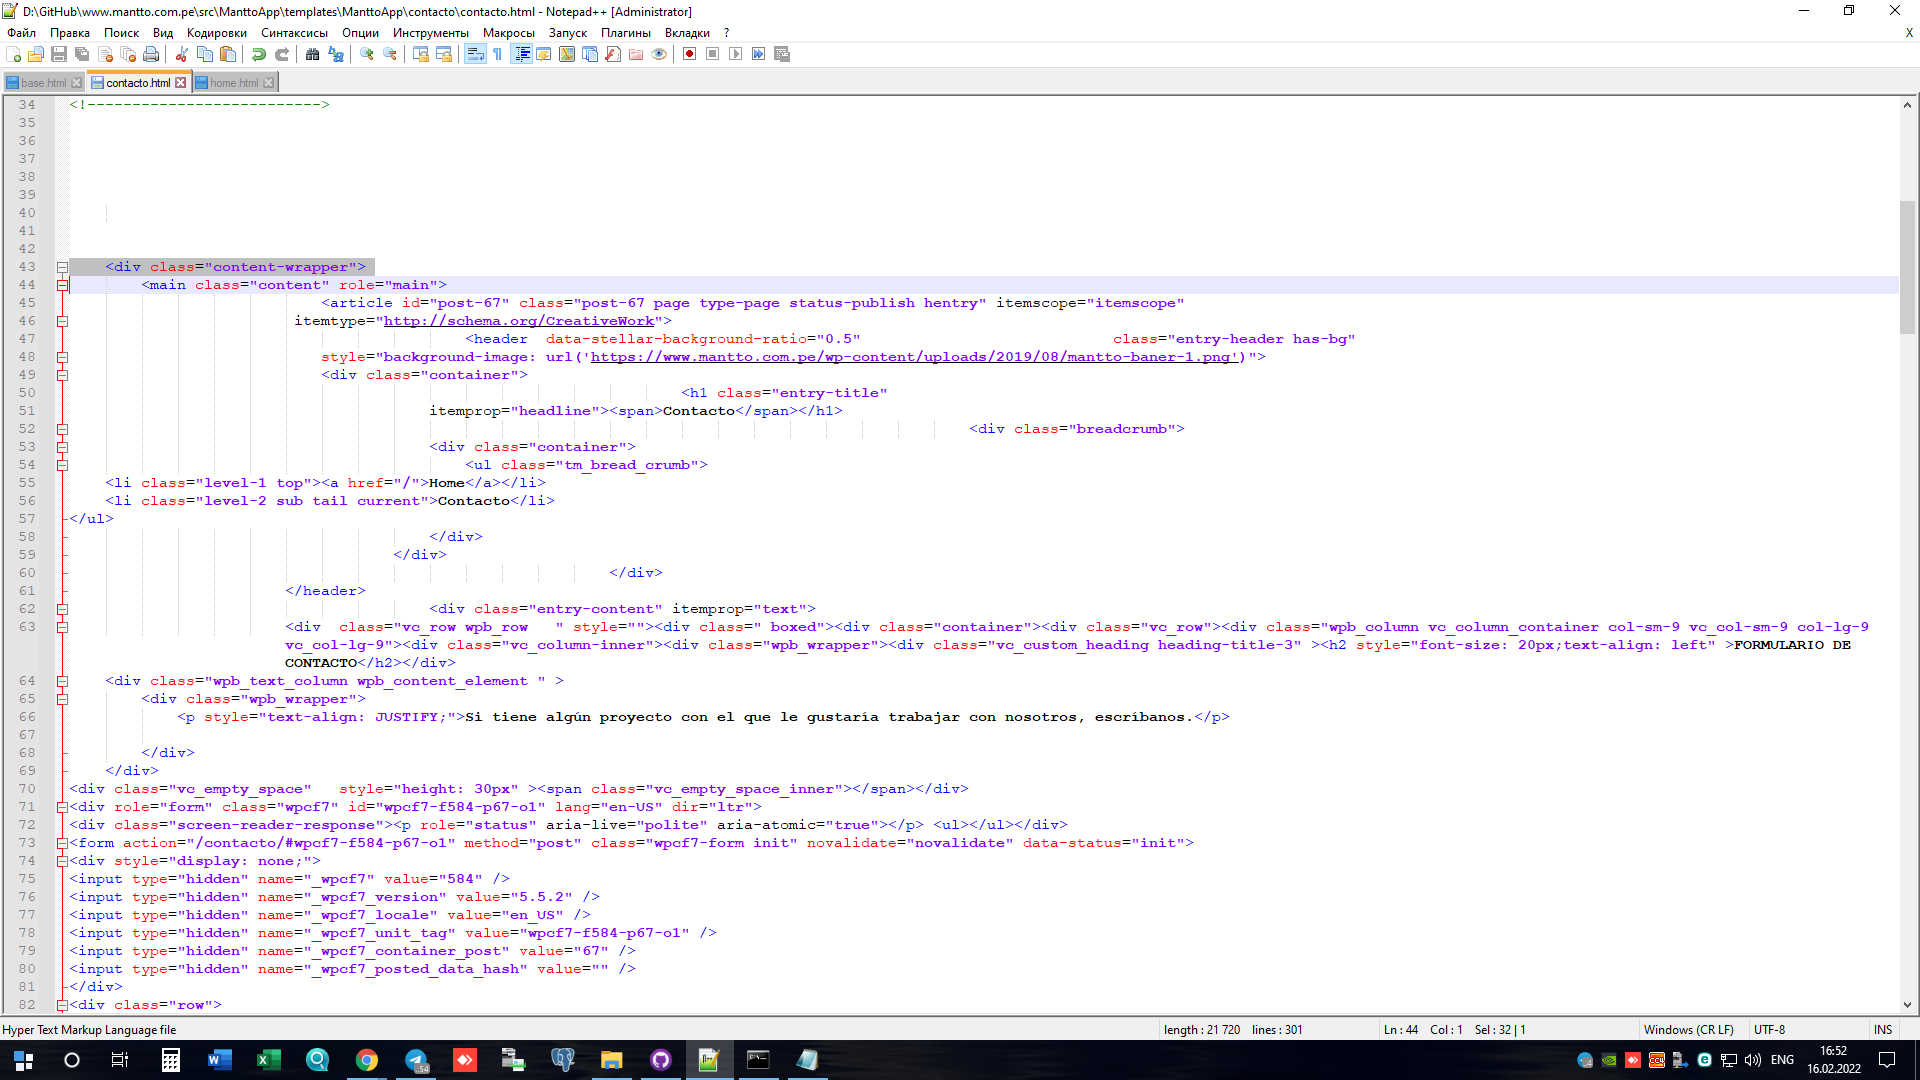 D:\GitHub\www.mantto.com.pe\src\ManttoApp\templates\ManttoApp\contacto\contacto.html - Notepad++ [Administrator]
Файл Правка Поиск Вид Кодировки Синтаксисы Опции Инструменты Макросы Запуск Плагины Вкладки ? X
base.html contacto.html home.html
34 <!-------------------------->
35
36
37
38
39
40
41
42
43 <div class="content-wrapper">
44 <main class="content" role="main">
45 <article id="post-67" class="post-67 page type-page status-publish hentry" itemscope="itemscope"
46 itemtype="http://schema.org/CreativeWork">
47 <header data-stellar-background-ratio="0.5" class="entry-header has-bg"
48 style="background-image: url('https://www.mantto.com.pe/wp-content/uploads/2019/08/mantto-baner-1.png')">
49 <div class="container">
50 <h1 class="entry-title"
51 itemprop="headline"><span>Contacto</span></h1>
52 <div class="breadcrumb">
53 <div class="container">
54 <ul class="tm_bread_crumb">
55 <li class="level-1 top"><a href="/">Home</a></li>
56 <li class="level-2 sub tail current">Contacto</li>
57 </ul>
58 </div>
59 </div>
60 </div>
61 </header>
62 <div class="entry-content" itemprop="text">
63 <div class="vc_row wpb_row " style=""><div class=" boxed"><div class="container"><div class="vc_row"><div class="wpb_column vc_column_container col-sm-9 vc_col-sm-9 col-lg-9
vc_col-lg-9"><div class="vc_column-inner"><div class="wpb_wrapper"><div class="vc_custom_heading heading-title-3" ><h2 style="font-size: 20px;text-align: left" >FORMULARIO DE
CONTACTO</h2></div>
64 <div class="wpb_text_column wpb_content_element " >
65 <div class="wpb_wrapper">
66 <p style="text-align: JUSTIFY;">Si tiene algún proyecto con el que le gustaría trabajar con nosotros, escríbanos.</p>
67
68 </div>
69 </div>
70 <div class="vc_empty_space" style="height: 30px" ><span class="vc_empty_space_inner"></span></div>
71 <div role="form" class="wpcf7" id="wpcf7-f584-p67-o1" lang="en-US" dir="ltr">
72 <div class="screen-reader-response"><p role="status" aria-live="polite" aria-atomic="true"></p> <ul></ul></div>
73 <form action="/contacto/#wpcf7-f584-p67-o1" method="post" class="wpcf7-form init" novalidate="novalidate" data-status="init">
74 <div style="display: none;">
75 <input type="hidden" name="_wpcf7" value="584" />
76 <input type="hidden" name="_wpcf7_version" value="5.5.2" />
77 <input type="hidden" name="_wpcf7_locale" value="en_US" />
78 <input type="hidden" name="_wpcf7_unit_tag" value="wpcf7-f584-p67-o1" />
79 <input type="hidden" name="_wpcf7_container_post" value="67" />
80 <input type="hidden" name="_wpcf7_posted_data_hash" value="" />
81 </div>
82 <div class="row">
Hyper Text Markup Language file length : 21 720 lines : 301 Ln : 44 Col : 1 Sel : 32 | 1 Windows (CR LF) UTF-8 INS
54 ENG 16:52
16.02.2022